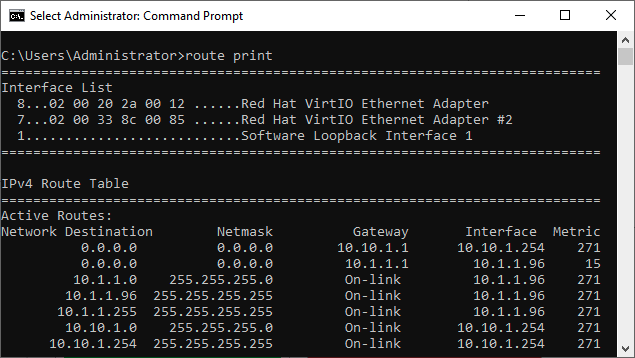 Select Administrator: Command Prompt
C:\Users\Administrator>route print
===========================================================================
Interface List
  8...02 00 20 2a 00 12 ......Red Hat VirtIO Ethernet Adapter
  7...02 00 33 8c 00 85 ......Red Hat VirtIO Ethernet Adapter #2
  1...........................Software Loopback Interface 1
===========================================================================
IPv4 Route Table
===========================================================================
Active Routes:
Network Destination        Netmask          Gateway       Interface  Metric
          0.0.0.0          0.0.0.0        10.10.1.1      10.10.1.254    271
          0.0.0.0          0.0.0.0         10.1.1.1        10.1.1.96     15
         10.1.1.0    255.255.255.0         On-link         10.1.1.96    271
        10.1.1.96  255.255.255.255         On-link         10.1.1.96    271
       10.1.1.255  255.255.255.255         On-link         10.1.1.96    271
        10.10.1.0    255.255.255.0         On-link       10.10.1.254    271
      10.10.1.254  255.255.255.255         On-link       10.10.1.254    271